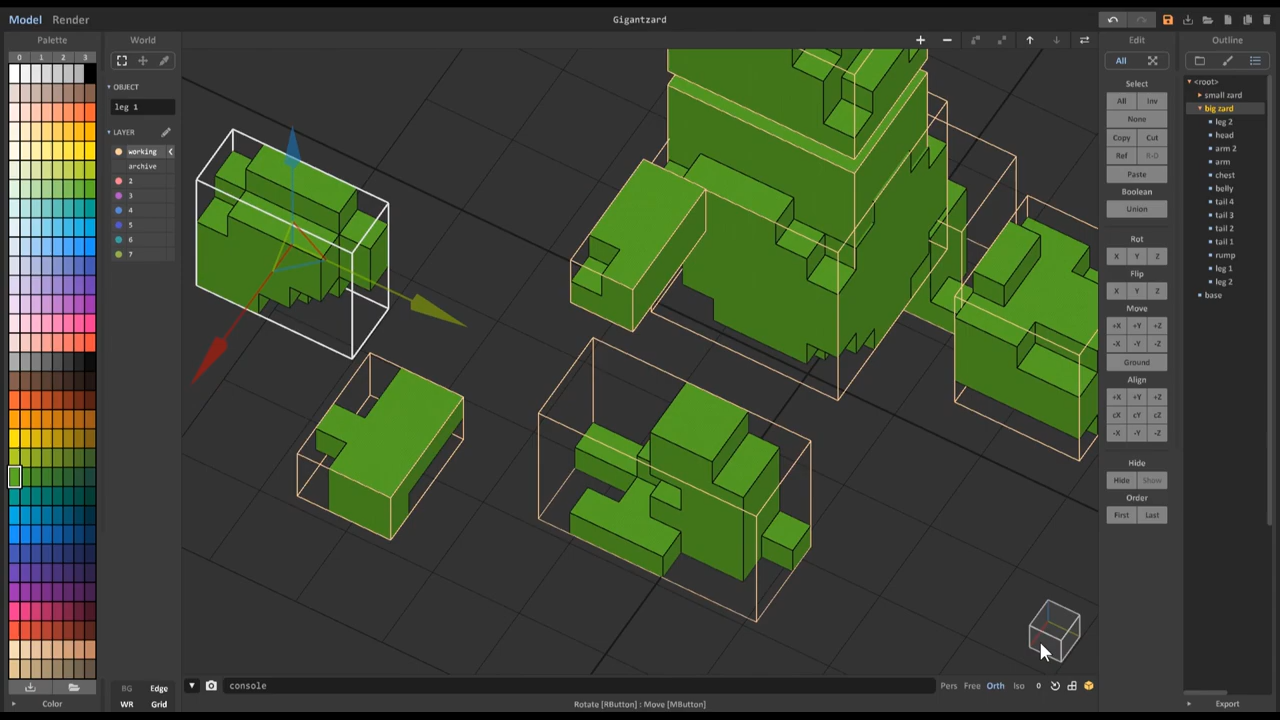 Model Render
Gigantzard
Palette
World
0 1 2 3
OBJECT
leg 1
LAYER
working
archive
2
3
4
5
6
7
Color
BG Edge
WR Grid
console
Pers Free Orth Iso 0
Rotate [RButton] : Move [MButton]
Edit
All
Select
All Inv
None
Copy Cut
Ref R-O
Paste
Boolean
Union
Rot
X Y Z
Flip
X Y Z
Move
+X +Y +Z
-X -Y -Z
Ground
Align
+X +Y +Z
cX cY cZ
-X -Y -Z
Hide
Hide Show
Order
First Last
Outline
<root>
small zard
big zard
leg 2
head
arm 2
arm
chest
belly
tail 4
tail 3
tail 2
tail 1
rump
leg 1
leg 2
base
Export